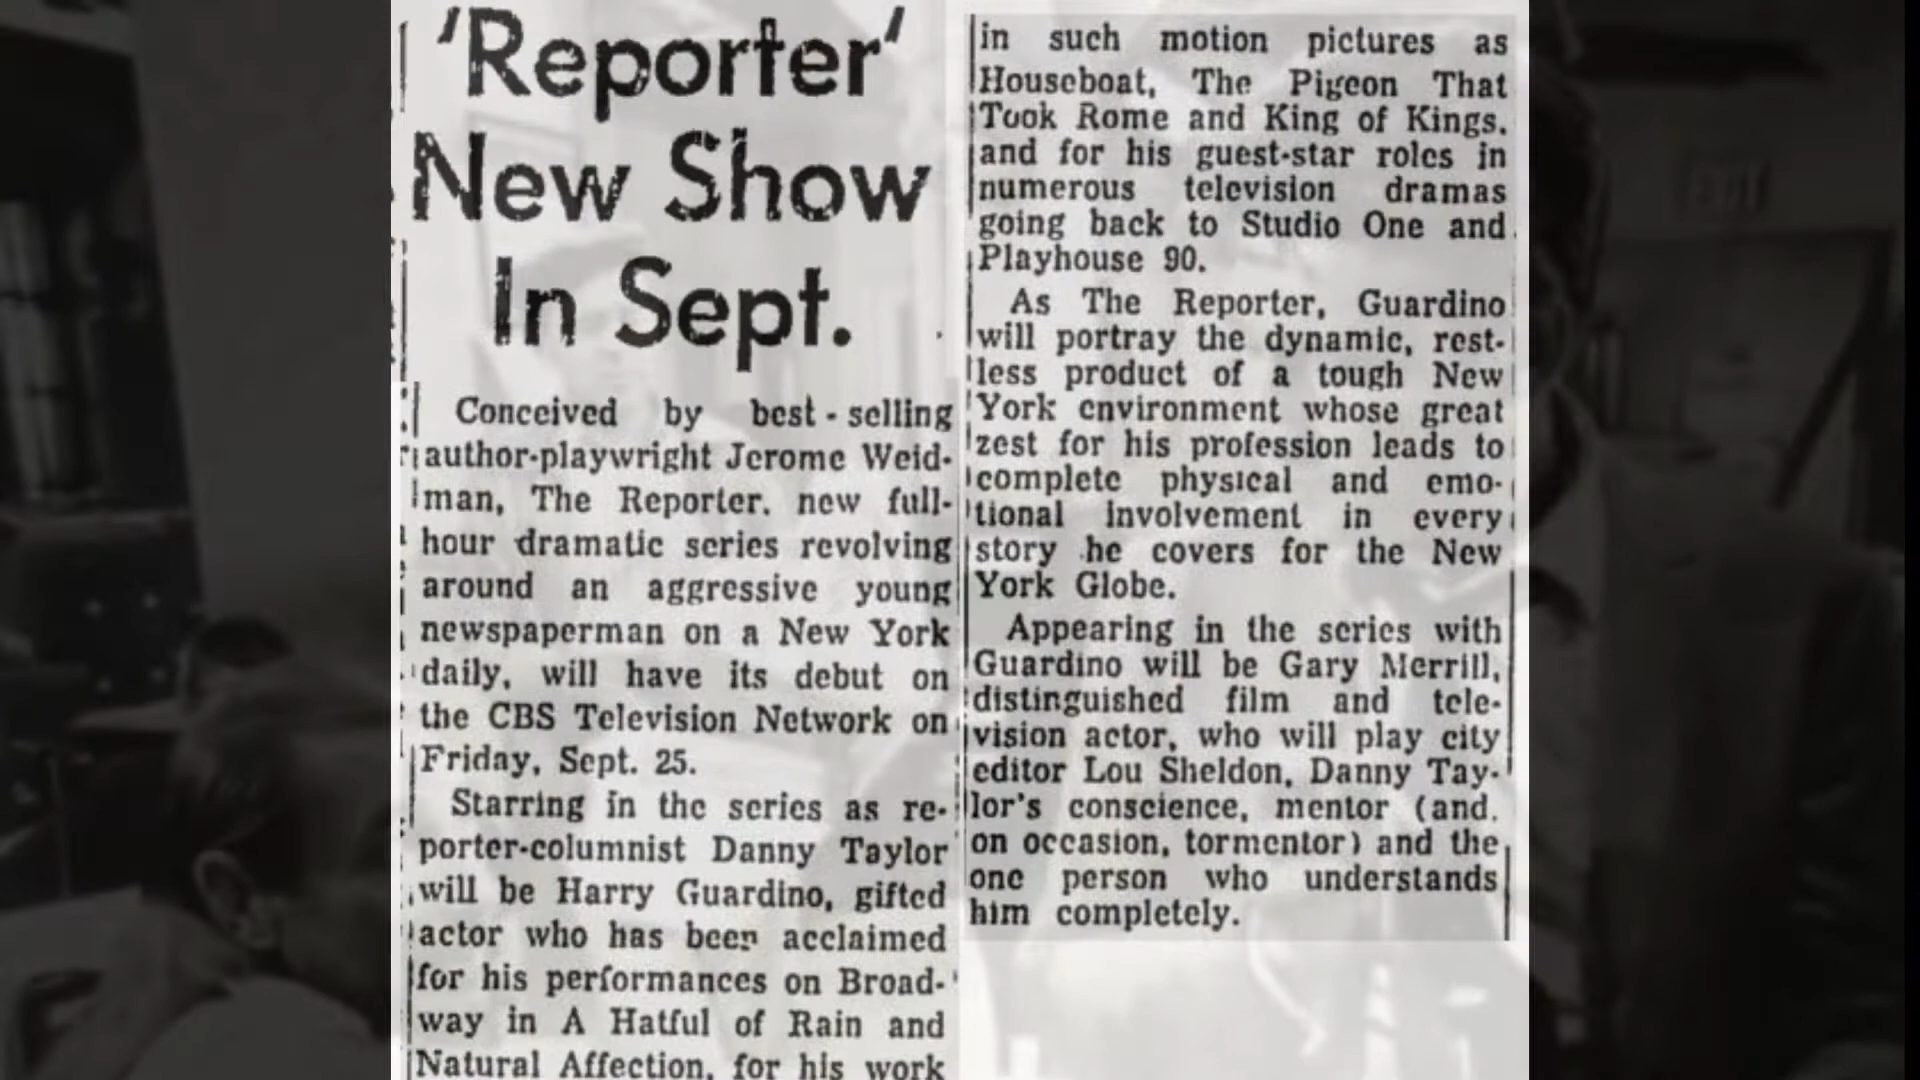 'Reporter'
New Show
In Sept.
Conceived by best-selling
author-playwright Jerome Weid-
man, The Reporter, new full-
hour dramatic series revolving
around an aggressive young
newspaperman on a New York
daily, will have its debut on
the CBS Television Network on
Friday, Sept. 25.
Starring in the series as re-
porter-columnist Danny Taylor
will be Harry Guardino, gifted
actor who has been acclaimed
for his performances on Broad-
way in A Hatful of Rain and
Natural Affection, for his work
in such motion pictures as
Houseboat, The Pigeon That
Took Rome and King of Kings,
and for his guest-star roles in
numerous television dramas
going back to Studio One and
Playhouse 90.
As The Reporter, Guardino
will portray the dynamic, rest-
less product of a tough New
York environment whose great
zest for his profession leads to
complete physical and emo-
tional involvement in every
story he covers for the New
York Globe.
Appearing in the series with
Guardino will be Gary Merrill,
distinguished film and tele-
vision actor, who will play city
editor Lou Sheldon, Danny Tay-
lor's conscience, mentor (and,
on occasion, tormentor) and the
one person who understands
him completely.
EXIT